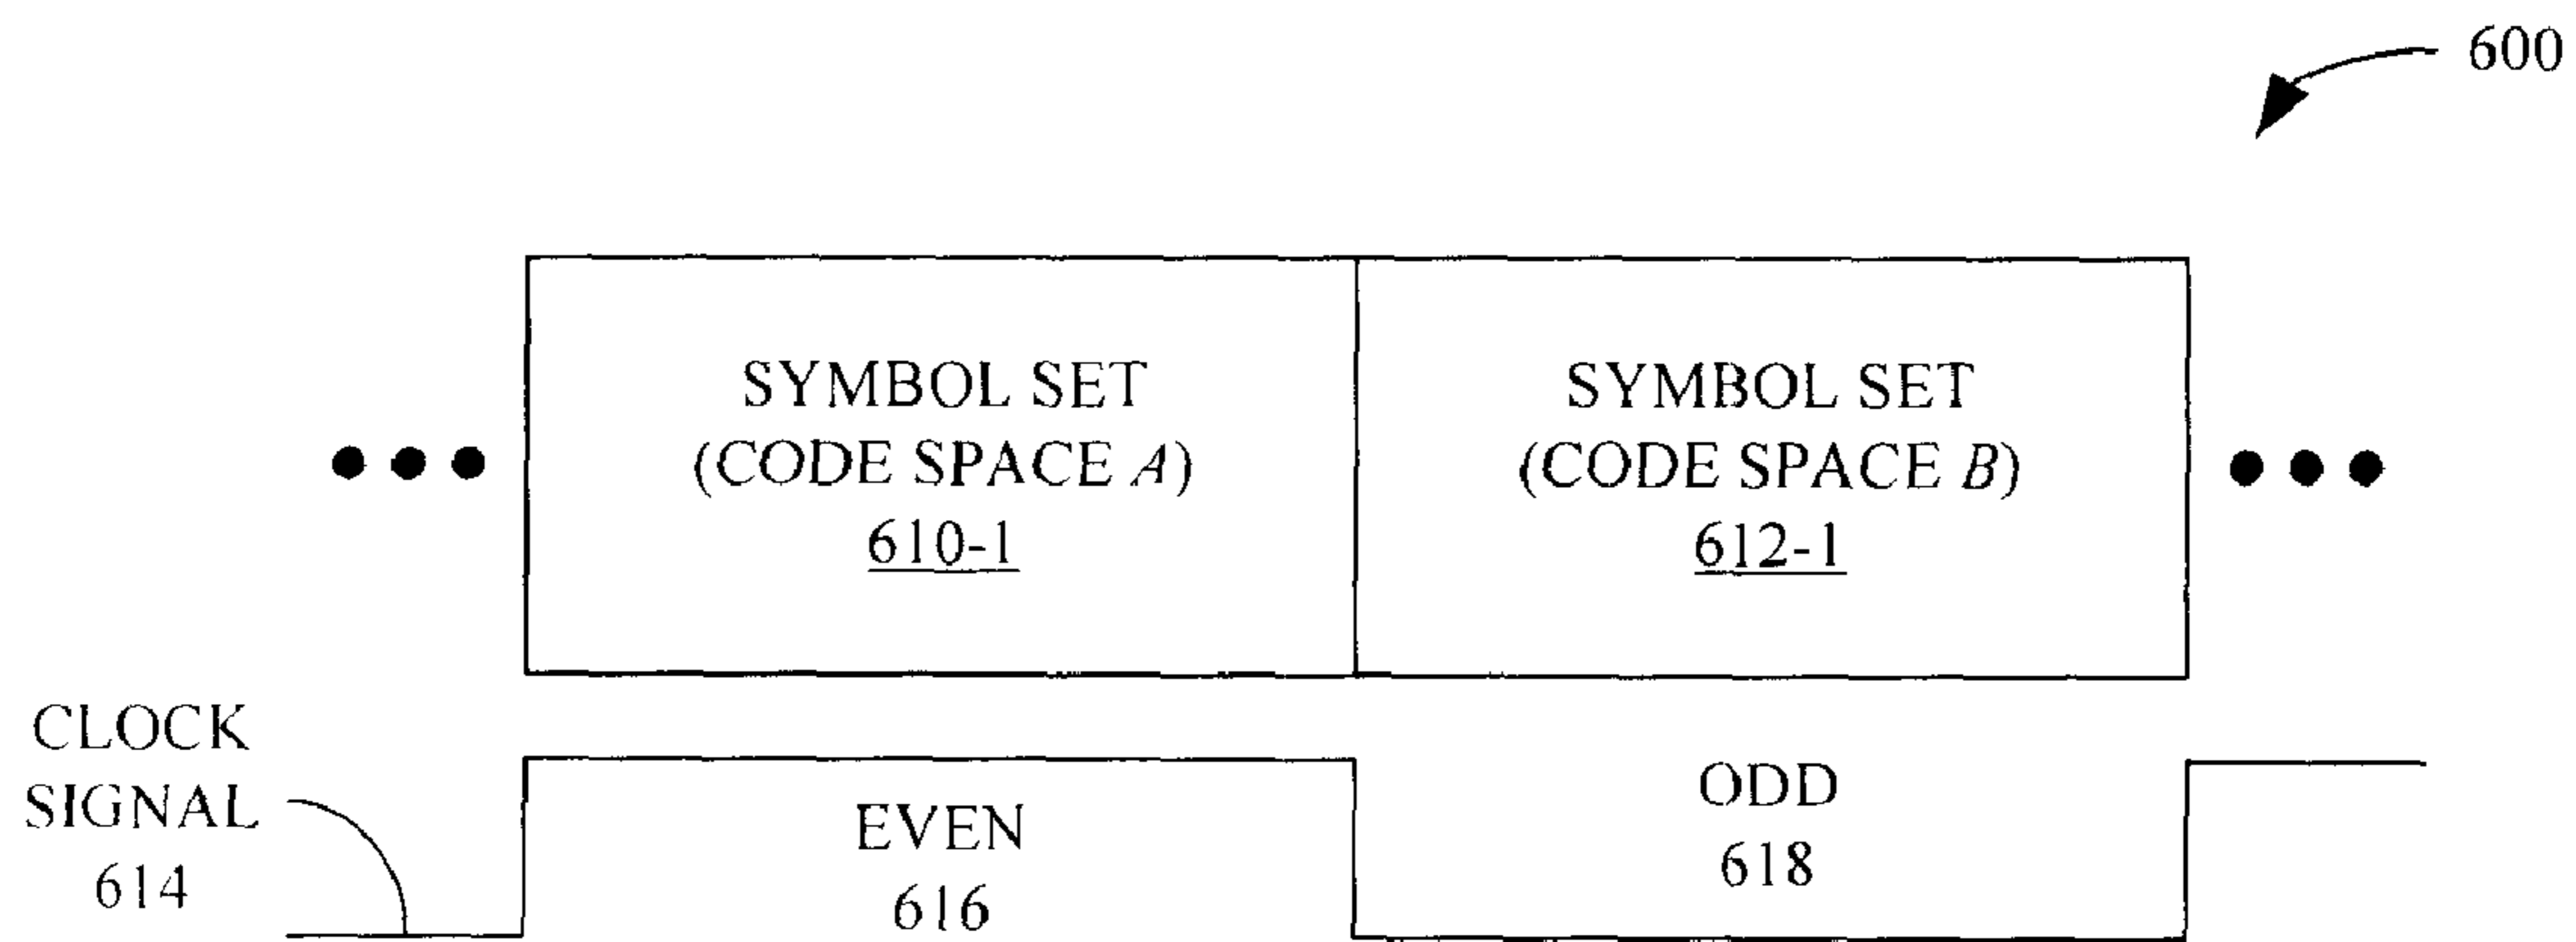 600
SYMBOL SET
(CODE SPACE A)
610-1
SYMBOL SET
(CODE SPACE B)
612-1
CLOCK
SIGNAL
614
EVEN
616
ODD
618